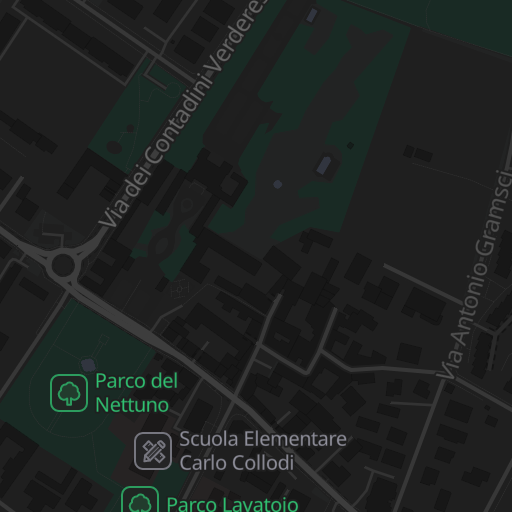 Via dei Contadini Verderesi
Via Antonio Gramsci
Parco del
Nettuno
Scuola Elementare
Carlo Collodi
Parco Lavatoio